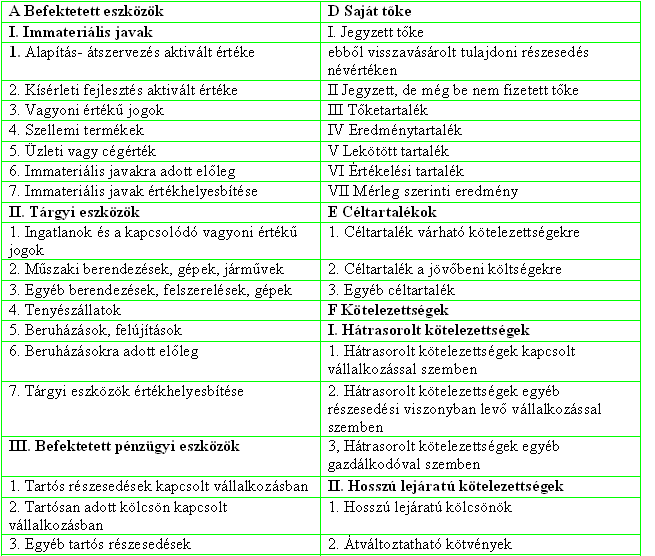 A Befektetett eszközök
D Saját tőke
I. Immateriális javak
I. Jegyzett tőke
1. Alapítás- átszervezés aktivált értéke
ebből visszavásárolt tulajdoni részesedés
névértéken
2. Kísérleti fejlesztés aktivált értéke
II Jegyzett, de még be nem fizetett tőke
3. Vagyoni értékű jogok
III Tőketartalék
4. Szellemi termékek
IV Eredménytartalék
5. Üzleti vagy cégérték
V Lekötött tartalék
6. Immateriális javakra adott előleg
VI Értékelési tartalék
7. Immateriális javak értékhelyesbítése
VII Mérleg szerinti eredmény
II. Tárgyi eszközök
E Céltartalékok
1. Ingatlanok és a kapcsolódó vagyoni értékű
jogok
1. Céltartalék várható kötelezettségekre
2. Műszaki berendezések, gépek, járművek
2. Céltartalék a jövőbeni költségekre
3. Egyéb berendezések, felszerelések, gépek
3. Egyéb céltartalék
4. Tenyészállatok
F Kötelezettségek
5. Beruházások, felújítások
I. Hátrasorolt kötelezettségek
6. Beruházásokra adott előleg
1. Hátrasorolt kötelezettségek kapcsolt
vállalkozással szemben
7. Tárgyi eszközök értékhelyesbítése
2. Hátrasorolt kötelezettségek egyéb
részesedési viszonyban levő vállalkozással
szemben
III. Befektetett pénzügyi eszközök
3, Hátrasorolt kötelezettségek egyéb
gazdálkodóval szemben
1. Tartós részesedések kapcsolt vállalkozásban
II. Hosszú lejáratú kötelezettségek
2. Tartósan adott kölcsön kapcsolt
vállalkozásban
1. Hosszú lejáratú kölcsönök
3. Egyéb tartós részesedések
2. Átváltoztatható kötvények